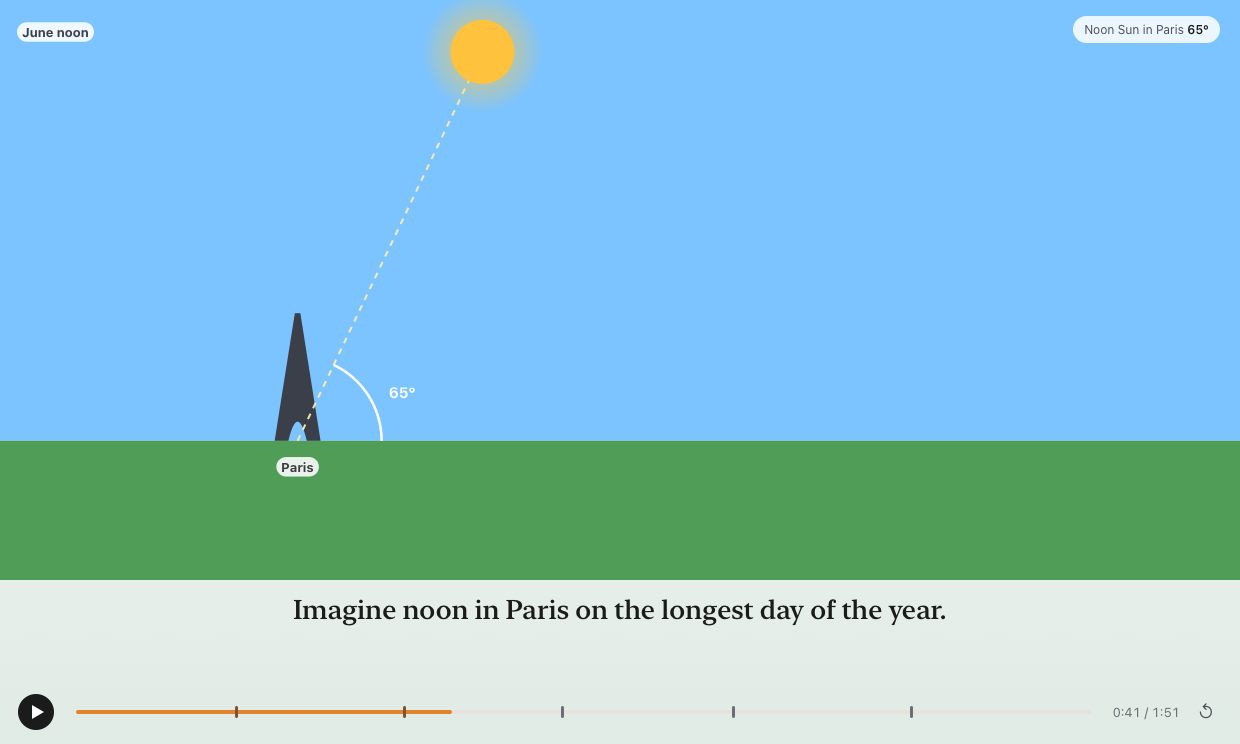 June noon
Noon Sun in Paris 65°
65°
Paris
Imagine noon in Paris on the longest day of the year.
0:41 / 1:51